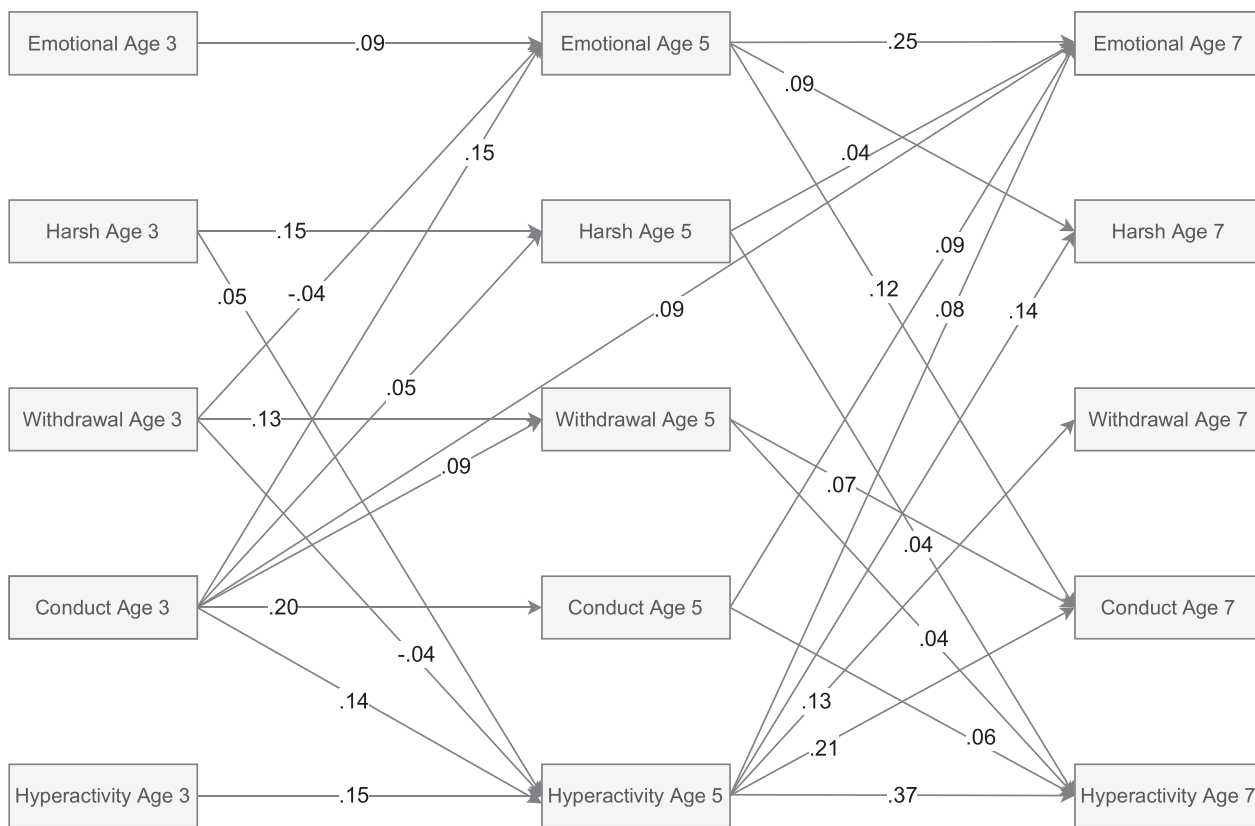 Emotional Age 3
.09
Emotional Age 5
.25
Emotional Age 7
.09
.15
.04
Harsh Age 3
.15
Harsh Age 5
Harsh Age 7
.09
.05
-.04
.12
.09
.08
.14
.05
Withdrawal Age 3
.13
Withdrawal Age 5
Withdrawal Age 7
.09
.07
.04
Conduct Age 3
.20
Conduct Age 5
Conduct Age 7
-.04
.04
.14
.13
.06
.21
Hyperactivity Age 3
.15
Hyperactivity Age 5
.37
Hyperactivity Age 7